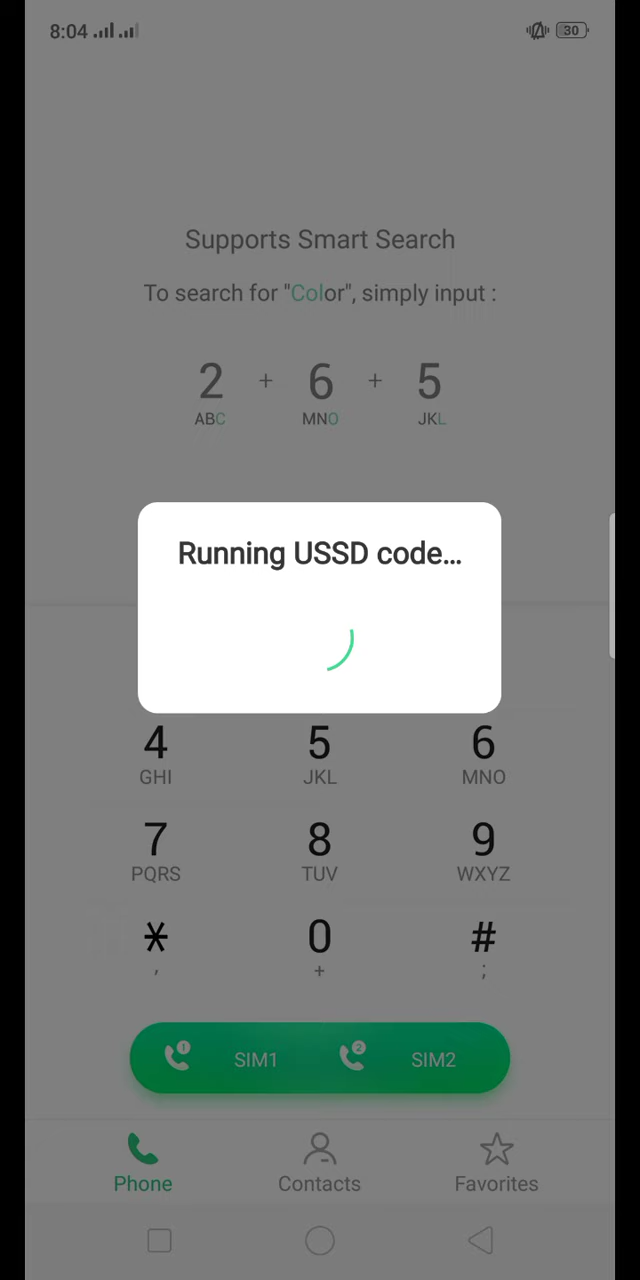 8:04 30
Supports Smart Search
To search for "Color", simply input :
2 + 6 + 5
ABC MNO JKL
Running USSD code...
4 5 6
GHI JKL MNO
7 8 9
PQRS TUV WXYZ
* 0 #
, + ;
1 SIM1 2 SIM2
Phone Contacts Favorites